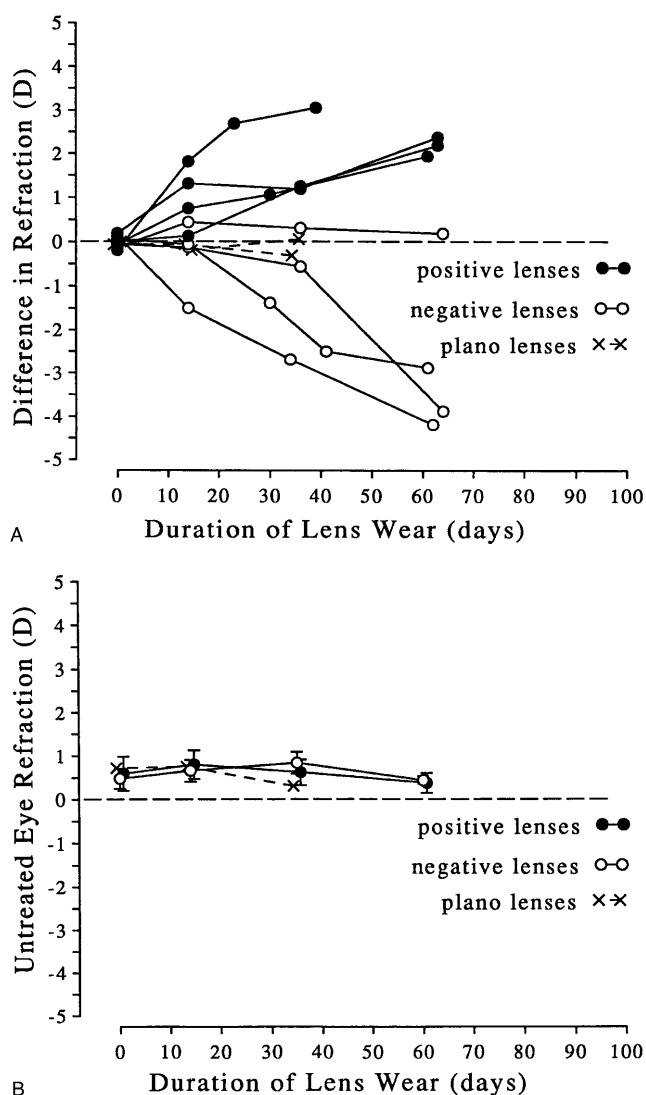 5
4
3
2
1
0
-1
-2
-3
-4
-5
Difference in Refraction (D)
positive lenses
negative lenses
plano lenses
0 10 20 30 40 50 60 70 80 90 100
Duration of Lens Wear (days)
A
5
4
3
2
1
0
-1
-2
-3
-4
-5
Untreated Eye Refraction (D)
positive lenses
negative lenses
plano lenses
0 10 20 30 40 50 60 70 80 90 100
Duration of Lens Wear (days)
B